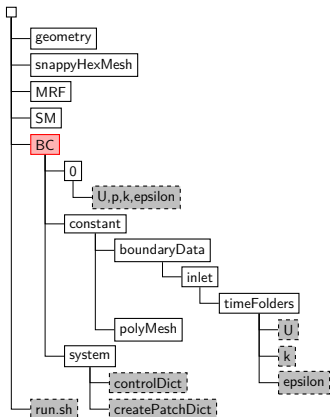 geometry
snappyHexMesh
MRF
SM
BC
0
U,p,k,epsilon
constant
boundaryData
inlet
timeFolders
U
k
epsilon
polyMesh
system
controlDict
createPatchDict
run.sh